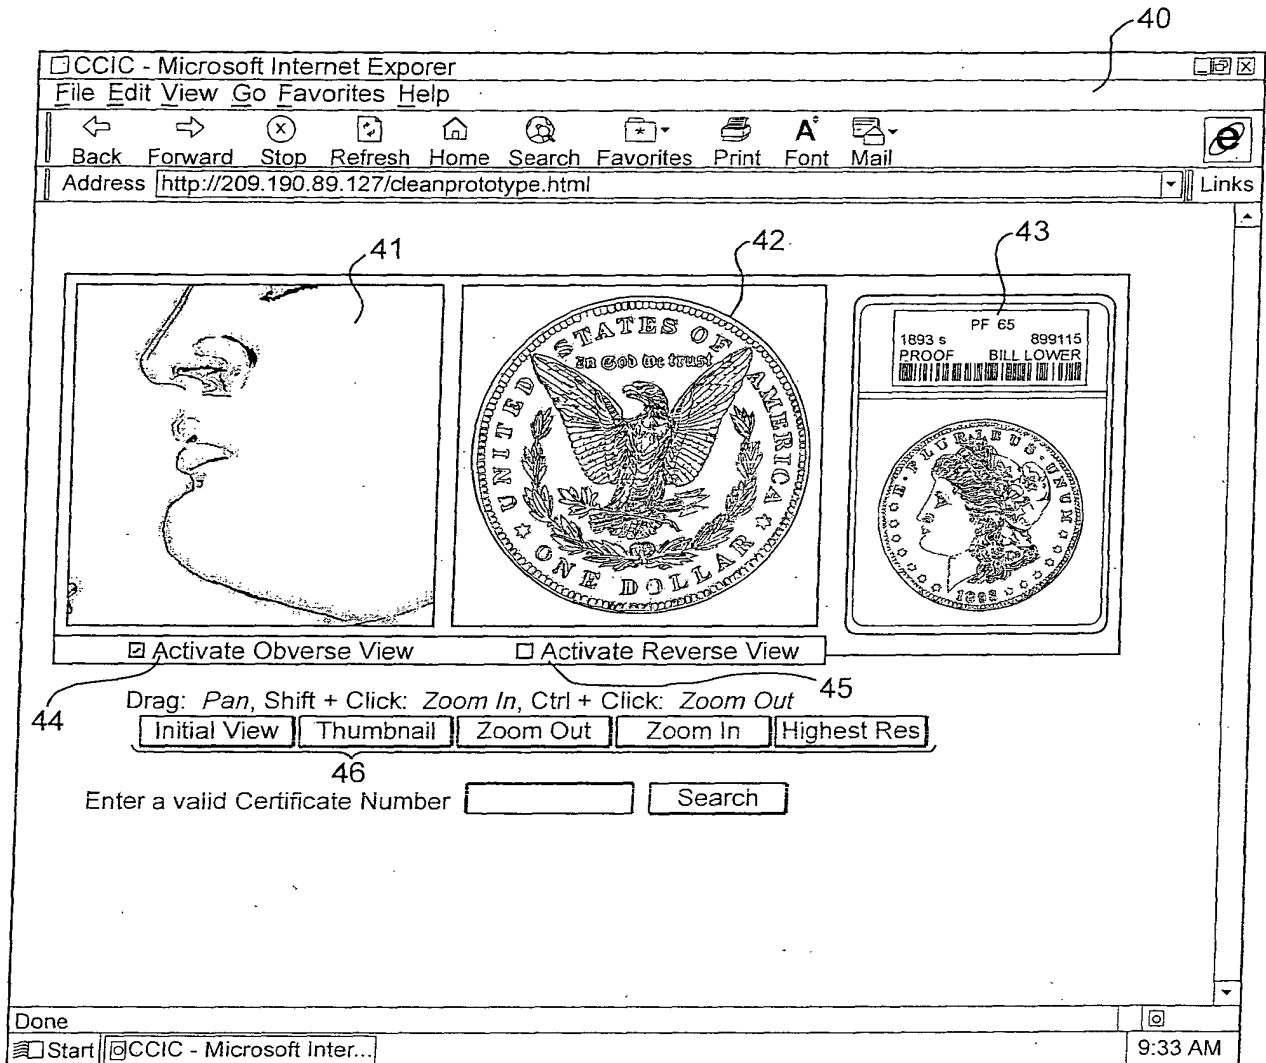 40
CCIC - Microsoft Internet Exporer
File Edit View Go Favorites Help
Back Forward Stop Refresh Home Search Favorites Print Font Mail
Address http://209.190.89.127/cleanprototype.html Links
41 42 43
UNITED STATES OF AMERICA
In God we trust
ONE DOLLAR
PF 65
1893 s 899115
PROOF BILL LOWER
E·PLURIBUS·UNUM
1893
Activate Obverse View Activate Reverse View
44 45
Drag: Pan, Shift + Click: Zoom In, Ctrl + Click: Zoom Out
Initial View Thumbnail Zoom Out Zoom In Highest Res
46
Enter a valid Certificate Number Search
Done
Start CCIC - Microsoft Inter... 9:33 AM